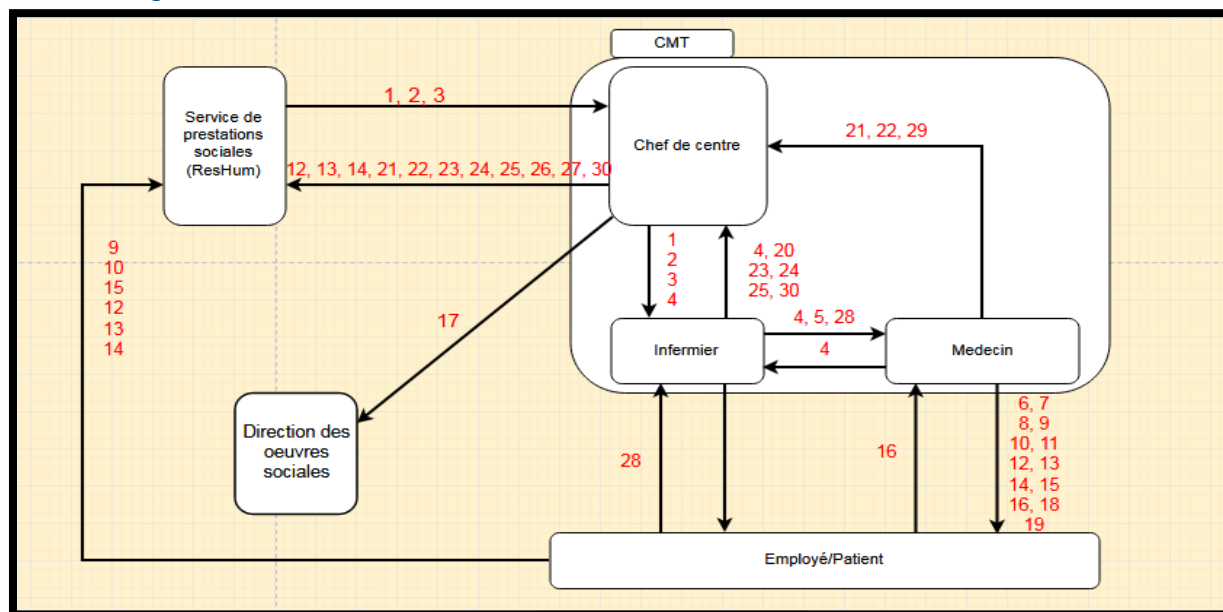 CMT
Service de
prestations
sociales
(ResHum)
1, 2, 3
Chef de centre
21, 22, 29
12, 13, 14, 21, 22, 23, 24, 25, 26, 27, 30
9
10
15
12
13
14
1
2
3
4
4, 20
23, 24
25, 30
17
4, 5, 28
4
Infermier
Medecin
Direction des
oeuvres
sociales
28
16
6, 7
8, 9
10, 11
12, 13
14, 15
16, 18
19
Employé/Patient